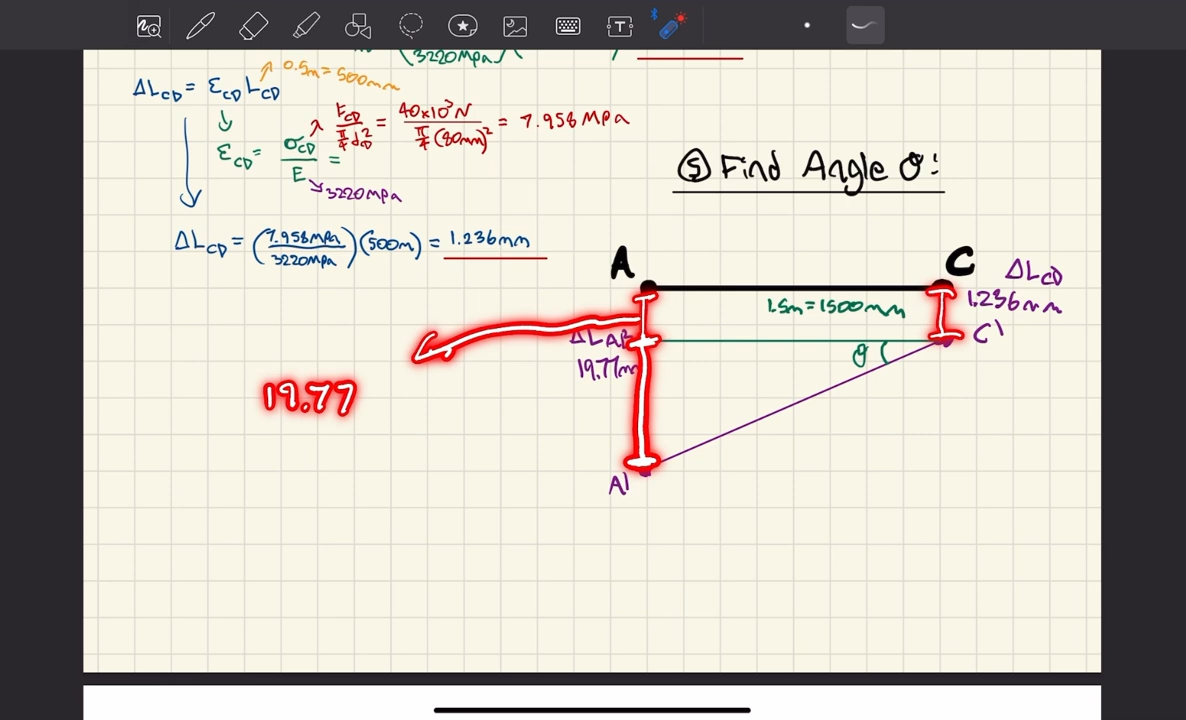 (3220MPa)
ΔL_CD = ε_CD L_CD
0.5m = 500mm
ε_CD = σ_CD / E =
F_CD / (π/4 d²_CD) = 40×10³N / (π/4 (80mm)²) = 7.958 MPa
3220MPa
ΔL_CD = (7.958MPa / 3220MPa)(500m) = 1.236mm
⑤ Find Angle θ:
A
C
ΔL_CD
1.236mm
1.5m = 1500mm
C'
ΔL_AB
19.77m
θ
19.77
A'
T